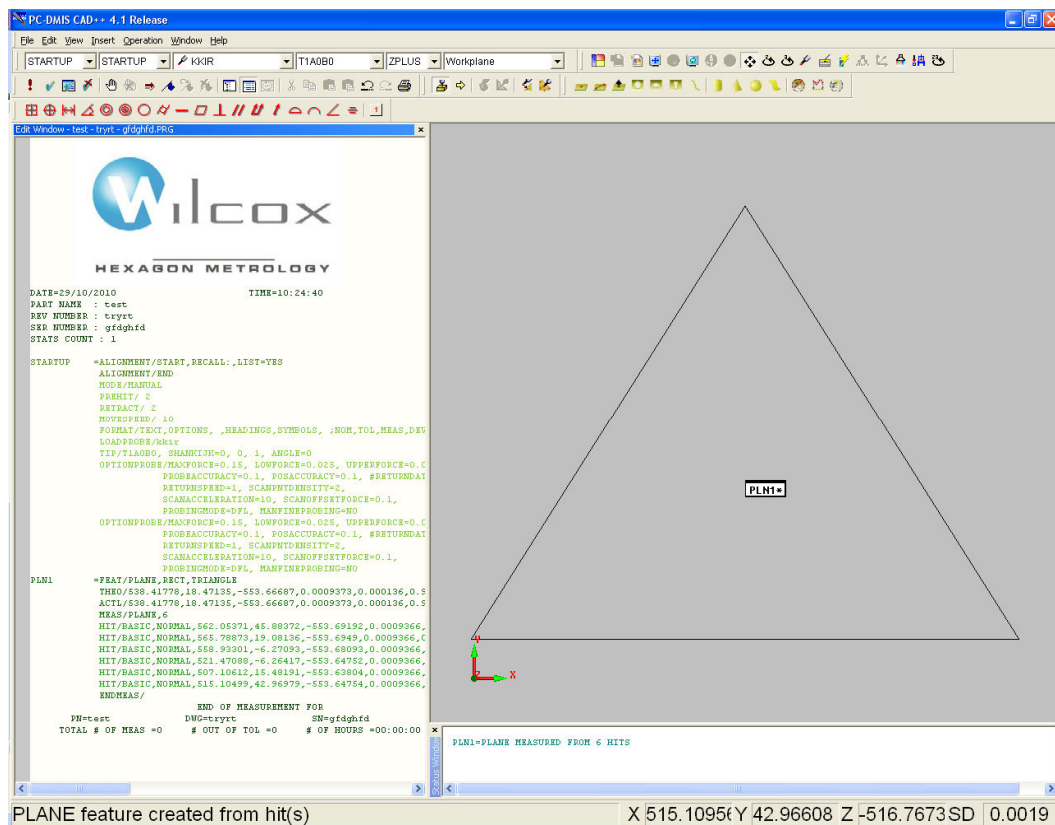 PC-DMIS CAD++ 4.1 Release
File Edit View Insert Operation Window Help
STARTUP STARTUP KKIR T1A0B0 ZPLUS Workplane
Edit Window - test - tryrt - gfdghfd.PRG
Wilcox
HEXAGON METROLOGY
DATE=29/10/2010 TIME=10:24:40
PART NAME : test
REV NUMBER : tryrt
SER NUMBER : gfdghfd
STATS COUNT : 1
STARTUP =ALIGNMENT/START,RECALL:,LIST=YES
ALIGNMENT/END
MODE/MANUAL
PREHIT/ 2
RETRACT/ 2
MOVESPEED/ 10
FORMAT/TEXT,OPTIONS, ,HEADINGS,SYMBOLS, ;NOM,TOL,MEAS,DEV
LOADPROBE/kkir
TIP/T1A0B0, SHANKIJK=0, 0, 1, ANGLE=0
OPTIONPROBE/MAXFORCE=0.15, LOWFORCE=0.025, UPPERFORCE=0.0
PROBEACCURACY=0.1, POSACCURACY=0.1, #RETURNDAT
RETURNSPEED=1, SCANPNTDENSITY=2,
SCANACCELERATION=10, SCANOFFSETFORCE=0.1,
PROBINGMODE=DFL, MANFINEPROBING=NO
OPTIONPROBE/MAXFORCE=0.15, LOWFORCE=0.025, UPPERFORCE=0.0
PROBEACCURACY=0.1, POSACCURACY=0.1, #RETURNDAT
RETURNSPEED=1, SCANPNTDENSITY=2,
SCANACCELERATION=10, SCANOFFSETFORCE=0.1,
PROBINGMODE=DFL, MANFINEPROBING=NO
PLN1 =FEAT/PLANE,RECT,TRIANGLE
THEO/538.41778,18.47135,-553.66687,0.0009373,0.000136,0.9
ACTL/538.41778,18.47135,-553.66687,0.0009373,0.000136,0.9
MEAS/PLANE,6
HIT/BASIC,NORMAL,562.05371,45.88372,-553.69192,0.0009366,
HIT/BASIC,NORMAL,565.78873,19.08136,-553.6949,0.0009366,0
HIT/BASIC,NORMAL,558.93301,-6.27093,-553.68093,0.0009366,
HIT/BASIC,NORMAL,521.47088,-6.26417,-553.64752,0.0009366,
HIT/BASIC,NORMAL,507.10612,15.48191,-553.63804,0.0009366,
HIT/BASIC,NORMAL,515.10499,42.96979,-553.64754,0.0009366,
ENDMEAS/
END OF MEASUREMENT FOR
PN=test DWG=tryrt SN=gfdghfd
TOTAL # OF MEAS =0 # OUT OF TOL =0 # OF HOURS =00:00:00
PLN1*
Y
Z X
Status Window
PLN1=PLANE MEASURED FROM 6 HITS
PLANE feature created from hit(s) X 515.1095 Y 42.96608 Z -516.7673 SD 0.0019